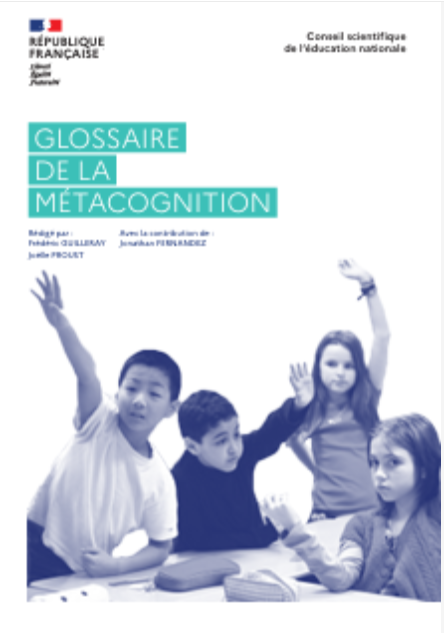 RÉPUBLIQUE
FRANÇAISE
Liberté
Égalité
Fraternité
Conseil scientifique
de l'éducation nationale
GLOSSAIRE
DE LA
MÉTACOGNITION
Rédigé par :
Frédéric GUILLERAY
Joëlle PROUST
Avec la contribution de :
Jonathan FERNANDEZ